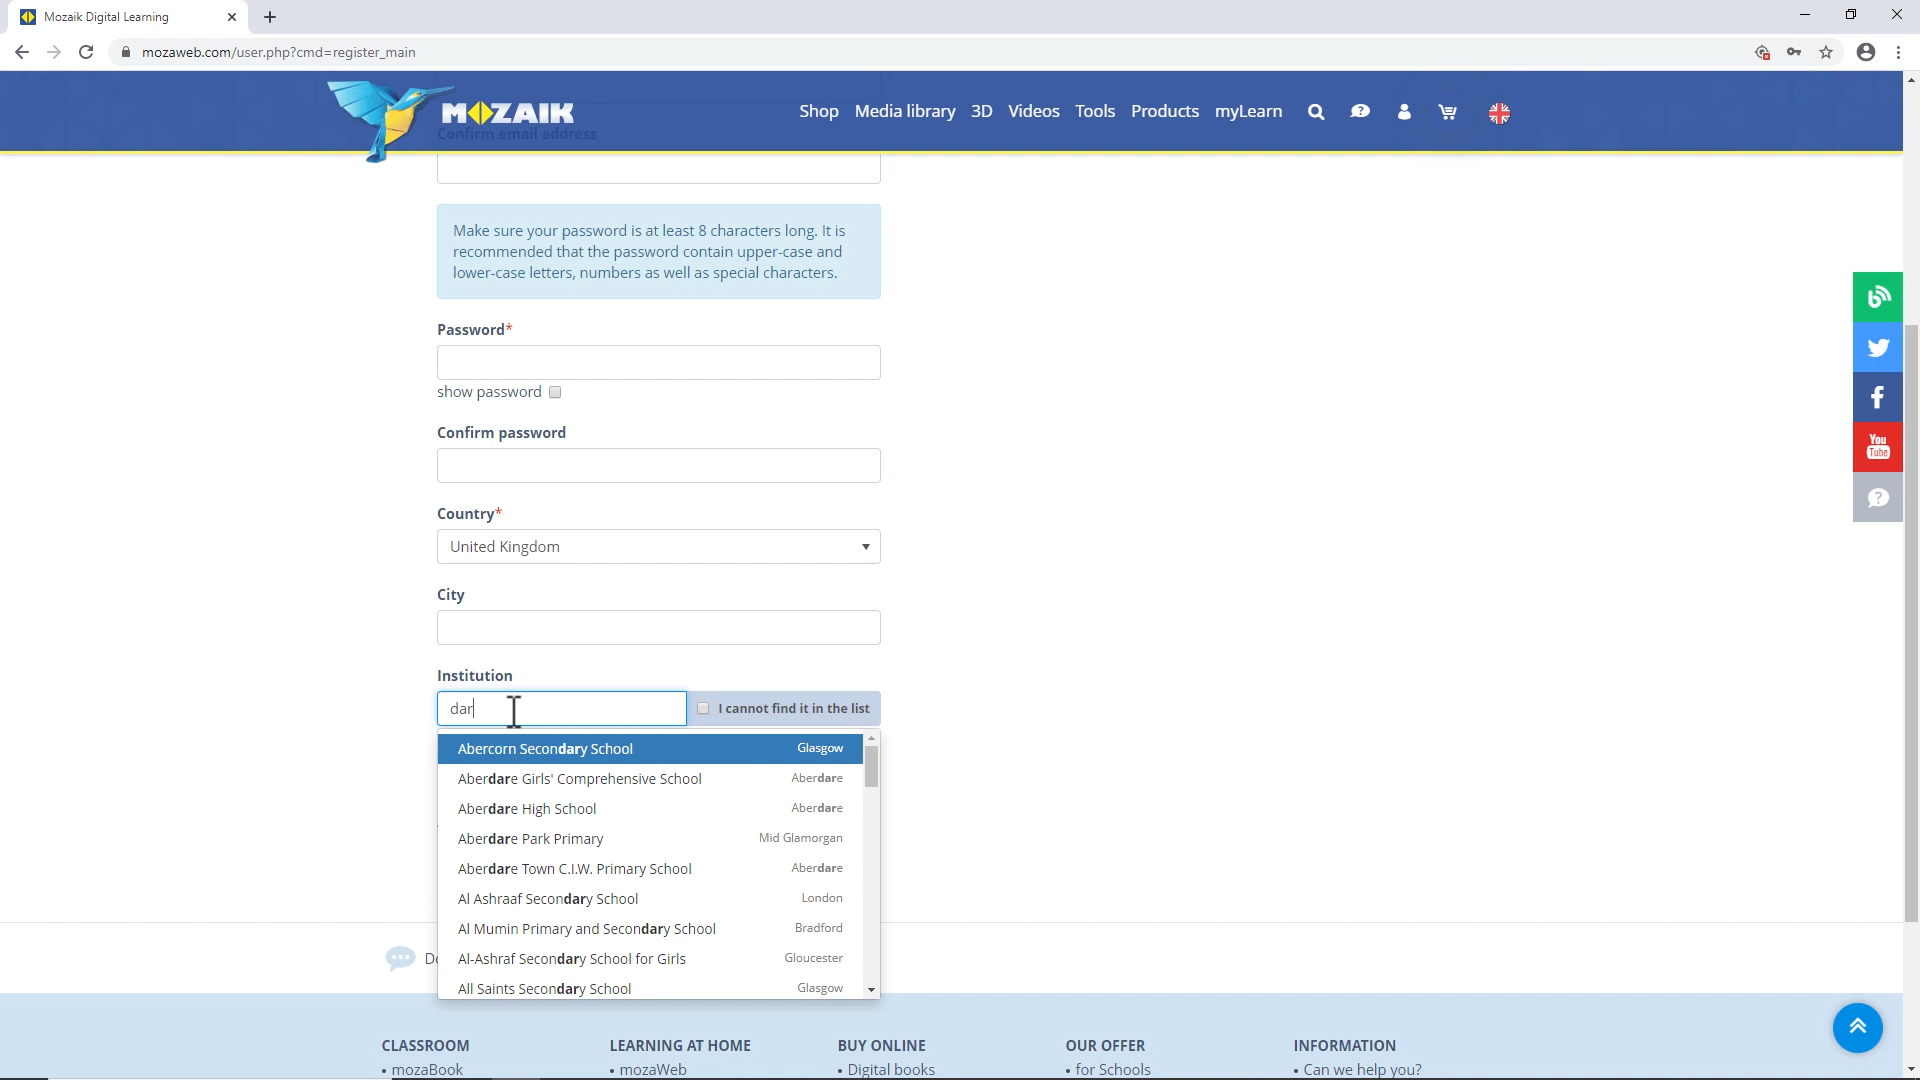 Mozaik Digital Learning
mozaweb.com/user.php?cmd=register_main
MOZAIK
Shop Media library 3D Videos Tools Products myLearn
Confirm email address
Make sure your password is at least 8 characters long. It is
recommended that the password contain upper-case and
lower-case letters, numbers as well as special characters.
Password*
show password
Confirm password
Country*
United Kingdom
City
Institution
dar
I cannot find it in the list
Abercorn Secondary School Glasgow
Aberdare Girls' Comprehensive School Aberdare
Aberdare High School Aberdare
Aberdare Park Primary Mid Glamorgan
Aberdare Town C.I.W. Primary School Aberdare
Al Ashraaf Secondary School London
Al Mumin Primary and Secondary School Bradford
Al-Ashraf Secondary School for Girls Gloucester
All Saints Secondary School Glasgow
You
Tube
CLASSROOM LEARNING AT HOME BUY ONLINE OUR OFFER INFORMATION
• mozaBook • mozaWeb • Digital books • for Schools • Can we help you?